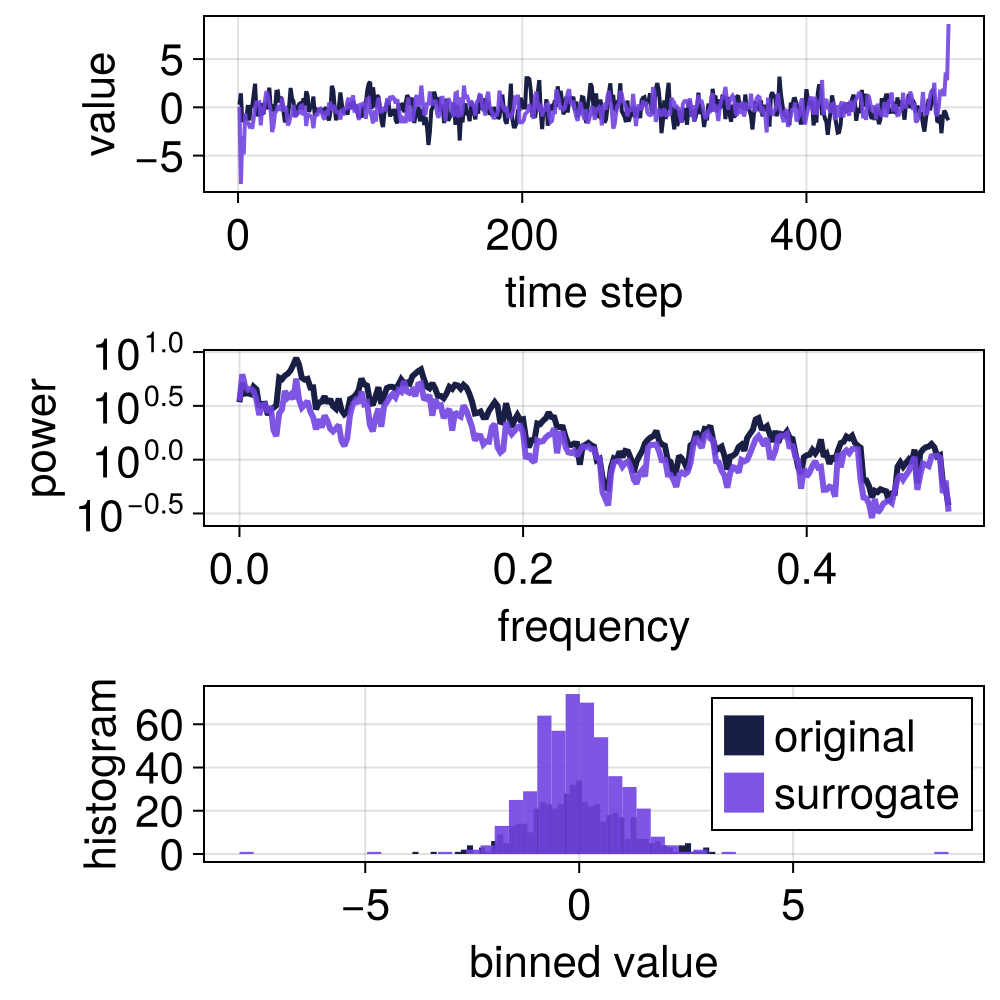 value
5
0
−5
0
200
400
time step
power
10^1.0
10^0.5
10^0.0
10^−0.5
0.0
0.2
0.4
frequency
histogram
60
40
20
0
original
surrogate
−5
0
5
binned value